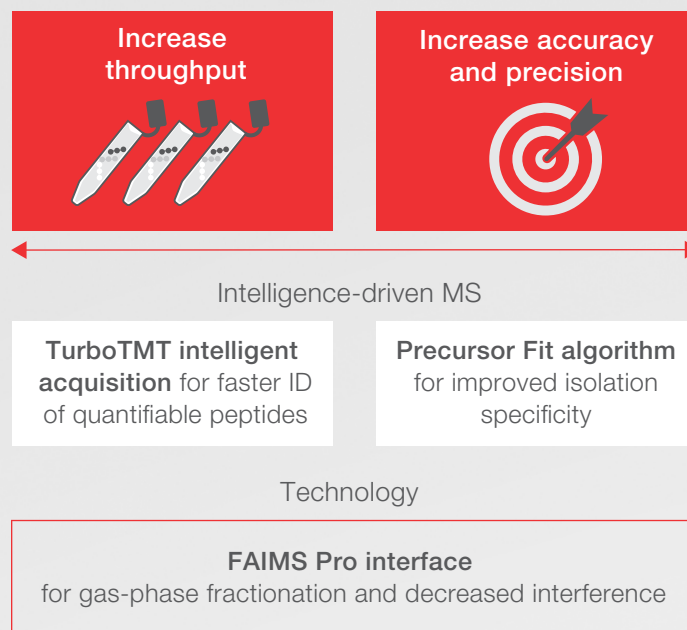 Increase
throughput
Increase accuracy
and precision
Intelligence-driven MS
TurboTMT intelligent
acquisition for faster ID
of quantifiable peptides
Precursor Fit algorithm
for improved isolation
specificity
Technology
FAIMS Pro interface
for gas-phase fractionation and decreased interference